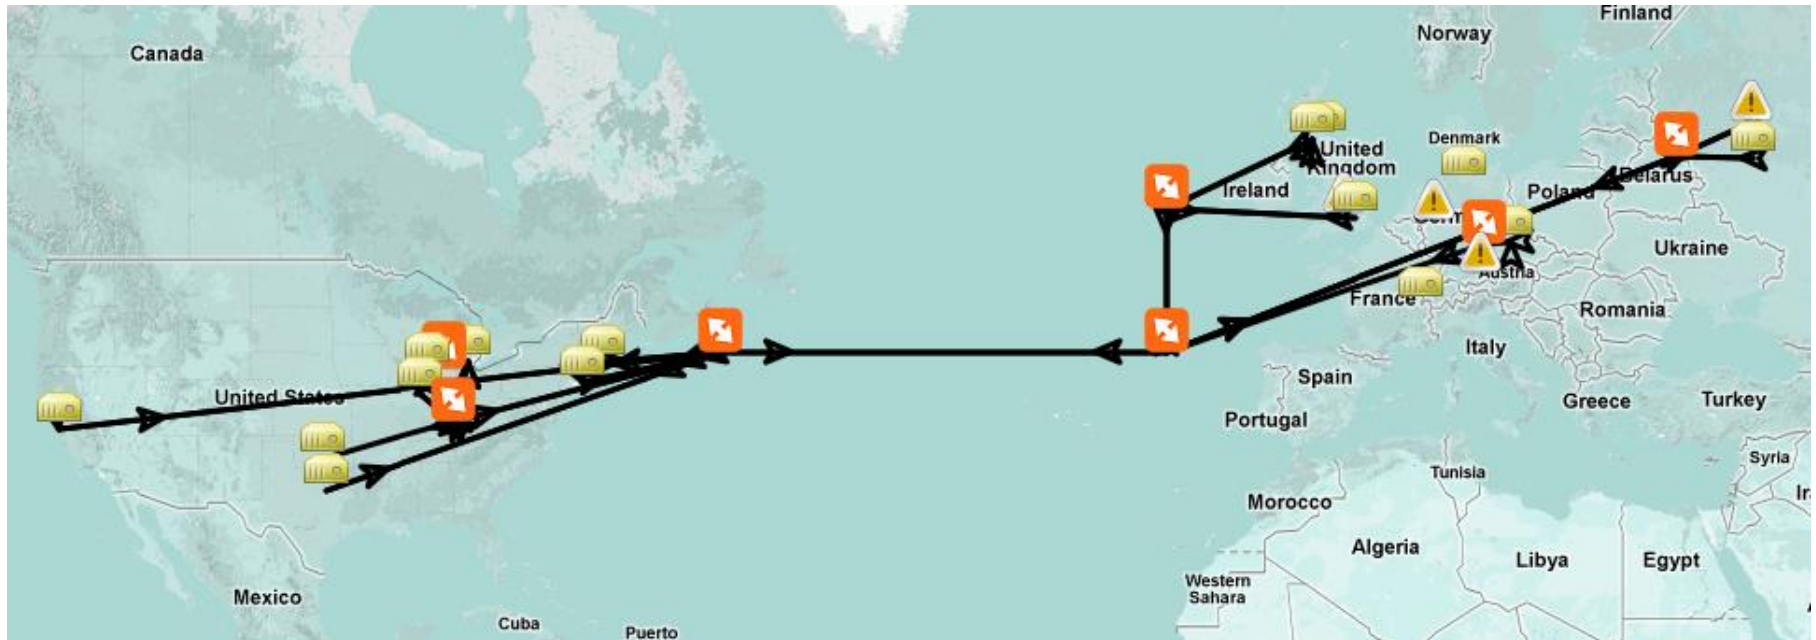 Finland
Norway
Canada
Denmark
United
Kingdom
Ireland
Poland
Belarus
Ukraine
Austria
France
Romania
Italy
Spain
United States
Greece
Turkey
Portugal
Syria
Tunisia
Morocco
Algeria
Libya
Egypt
Western
Sahara
Mexico
Cuba
Puerto